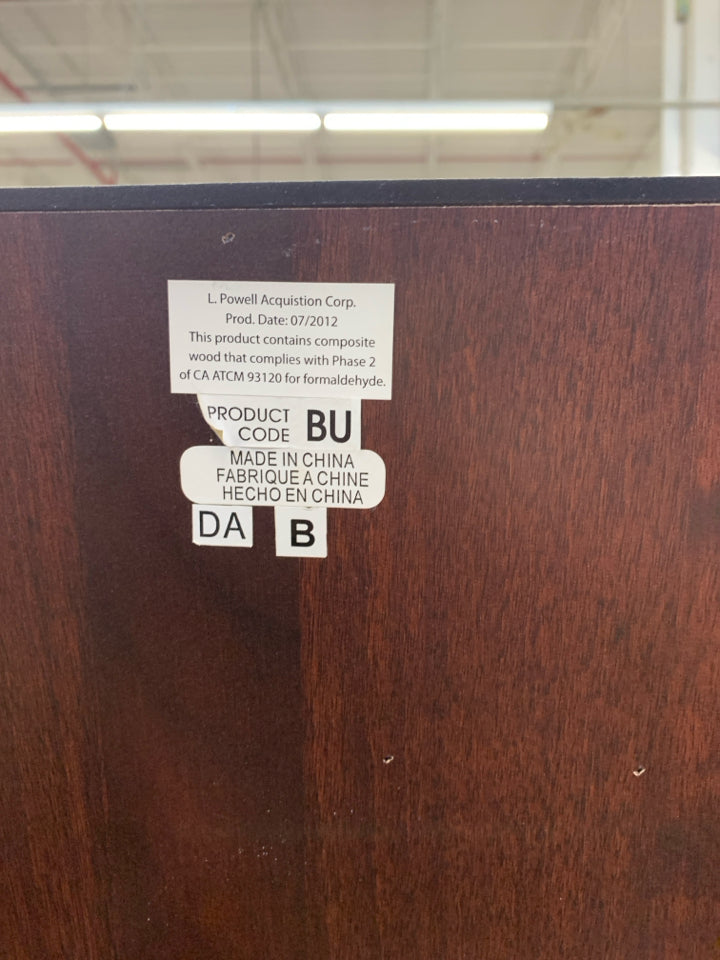 L. Powell Acquistion Corp.
Prod. Date: 07/2012
This product contains composite
wood that complies with Phase 2
of CA ATCM 93120 for formaldehyde.
PRODUCT CODE BU
MADE IN CHINA
FABRIQUE A CHINE
HECHO EN CHINA
DA B